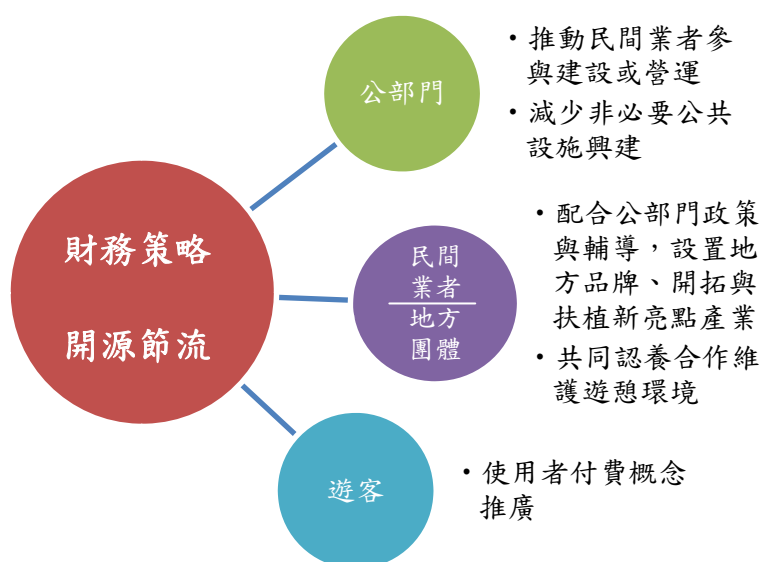 財務策略
開源節流
公部門
• 推動民間業者參
與建設或營運
• 減少非必要公共
設施興建
民間
業者
地方
團體
• 配合公部門政策
與輔導，設置地
方品牌、開拓與
扶植新亮點產業
• 共同認養合作維
護遊憩環境
遊客
• 使用者付費概念
推廣